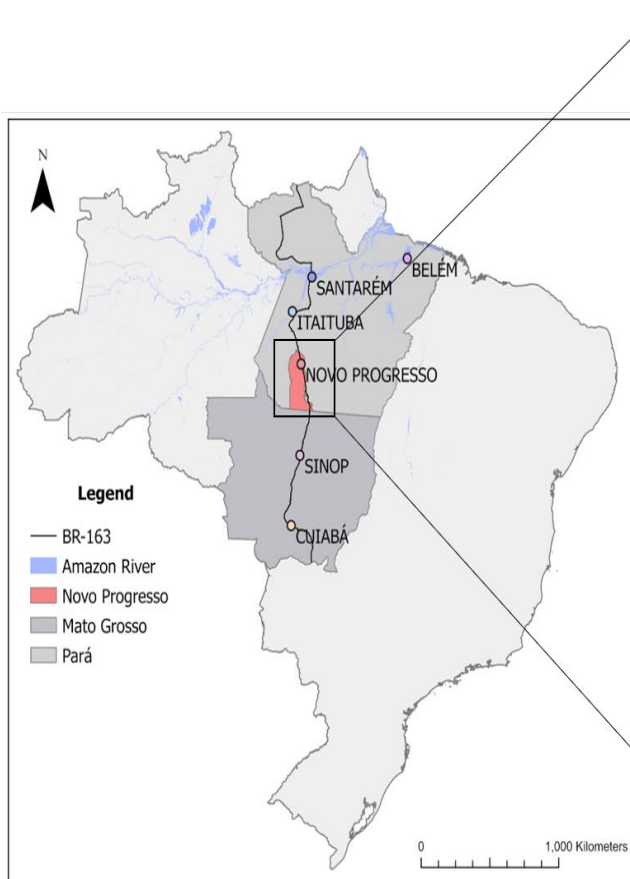 N
BELÉM
SANTARÉM
ITAITUBA
NOVO PROGRESSO
SINOP
CUIABÁ
Legend
BR-163
Amazon River
Novo Progresso
Mato Grosso
Pará
0 1,000 Kilometers